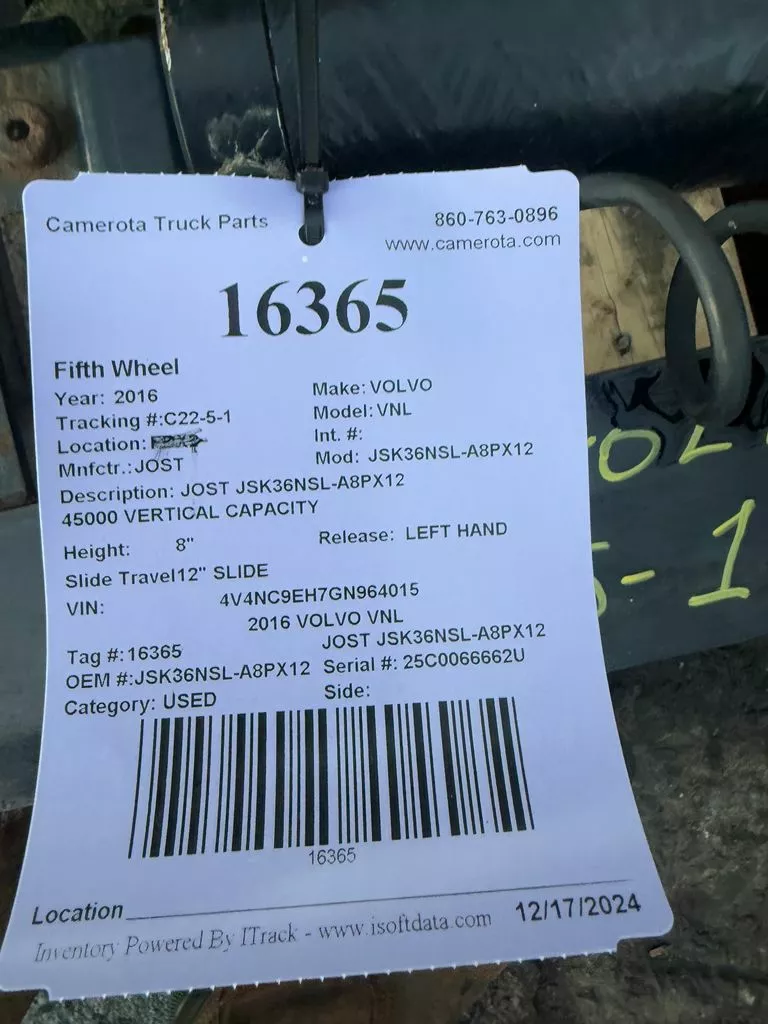 Camerota Truck Parts 860-763-0896
www.camerota.com
16365
Fifth Wheel
Year: 2016 Make: VOLVO
Tracking #:C22-5-1 Model: VNL
Location: Int. #:
Mnfctr.: JOST Mod: JSK36NSL-A8PX12
Description: JOST JSK36NSL-A8PX12
45000 VERTICAL CAPACITY
Height: 8" Release: LEFT HAND
Slide Travel12" SLIDE
VIN: 4V4NC9EH7GN964015
2016 VOLVO VNL
Tag #: 16365 JOST JSK36NSL-A8PX12
OEM #:JSK36NSL-A8PX12 Serial #: 25C0066662U
Category: USED Side:
16365
Location
12/17/2024
Inventory Powered By ITrack - www.isoftdata.com
OL
-1